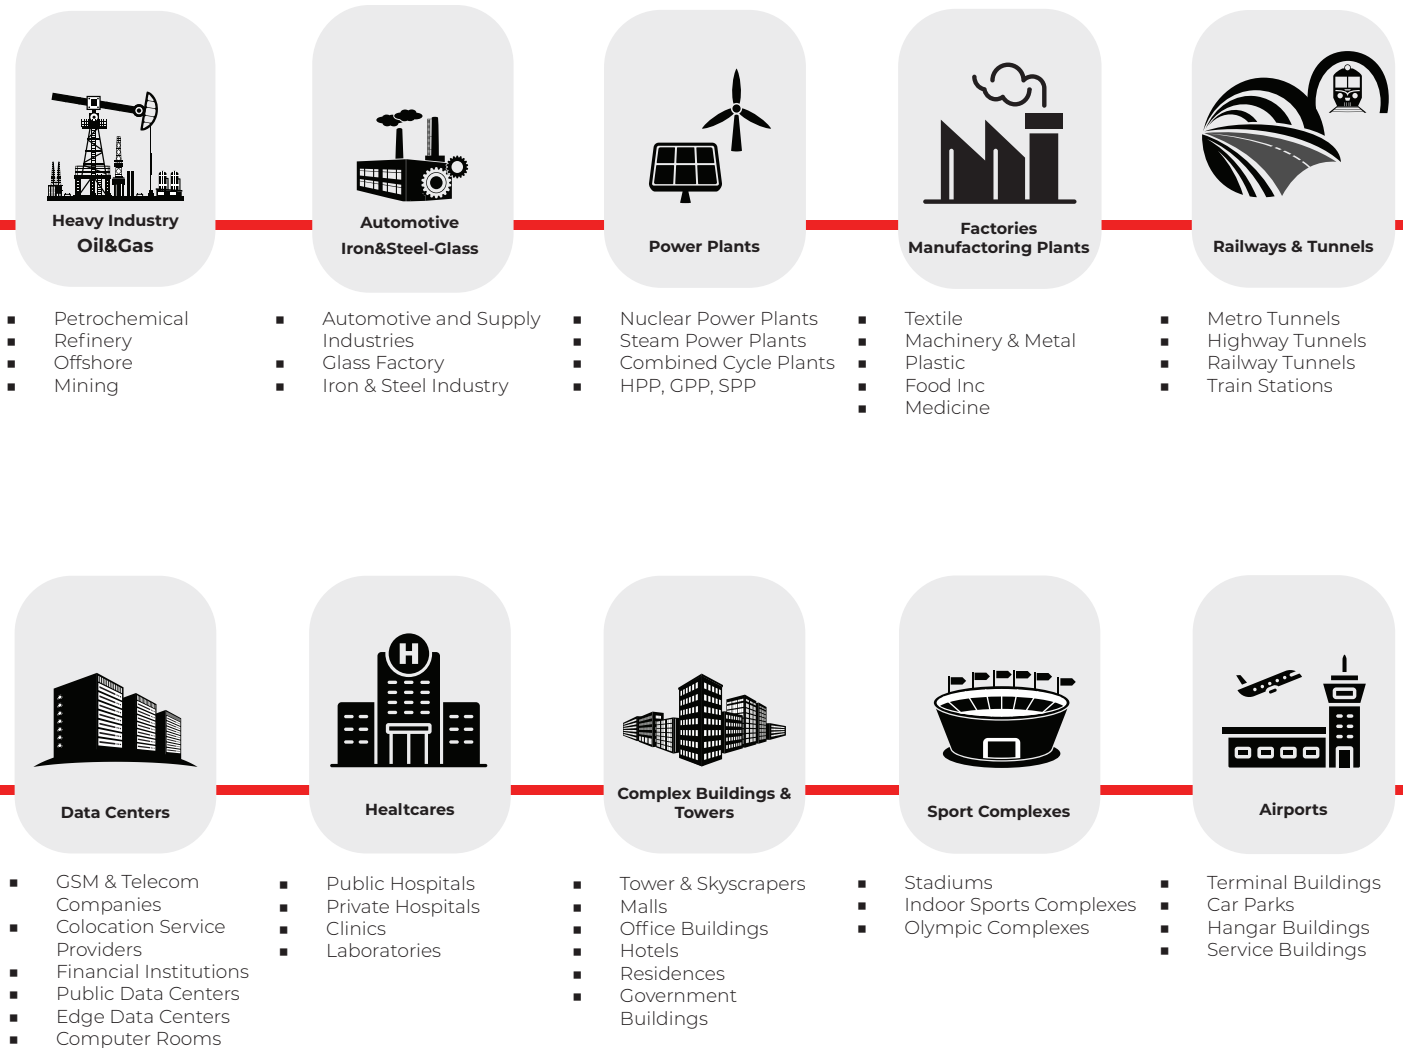 Heavy Industry
Oil&Gas
Petrochemical
Refinery
Offshore
Mining
Automotive
Iron&Steel-Glass
Automotive and Supply
Industries
Glass Factory
Iron & Steel Industry
Power Plants
Nuclear Power Plants
Steam Power Plants
Combined Cycle Plants
HPP, GPP, SPP
Factories
Manufactoring Plants
Textile
Machinery & Metal
Plastic
Food Inc
Medicine
Railways & Tunnels
Metro Tunnels
Highway Tunnels
Railway Tunnels
Train Stations
Data Centers
GSM & Telecom
Companies
Colocation Service
Providers
Financial Institutions
Public Data Centers
Edge Data Centers
Computer Rooms
H
Healtcares
Public Hospitals
Private Hospitals
Clinics
Laboratories
Complex Buildings &
Towers
Tower & Skyscrapers
Malls
Office Buildings
Hotels
Residences
Government
Buildings
Sport Complexes
Stadiums
Indoor Sports Complexes
Olympic Complexes
Airports
Terminal Buildings
Car Parks
Hangar Buildings
Service Buildings